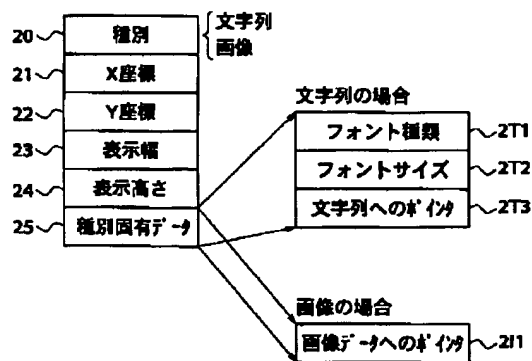 20 種別 文字列
画像
21 X座標
22 Y座標
23 表示幅
24 表示高さ
25 種別固有データ
文字列の場合
フォント種類 2T1
フォントサイズ 2T2
文字列へのポインタ 2T3
画像の場合
画像データへのポインタ 2I1